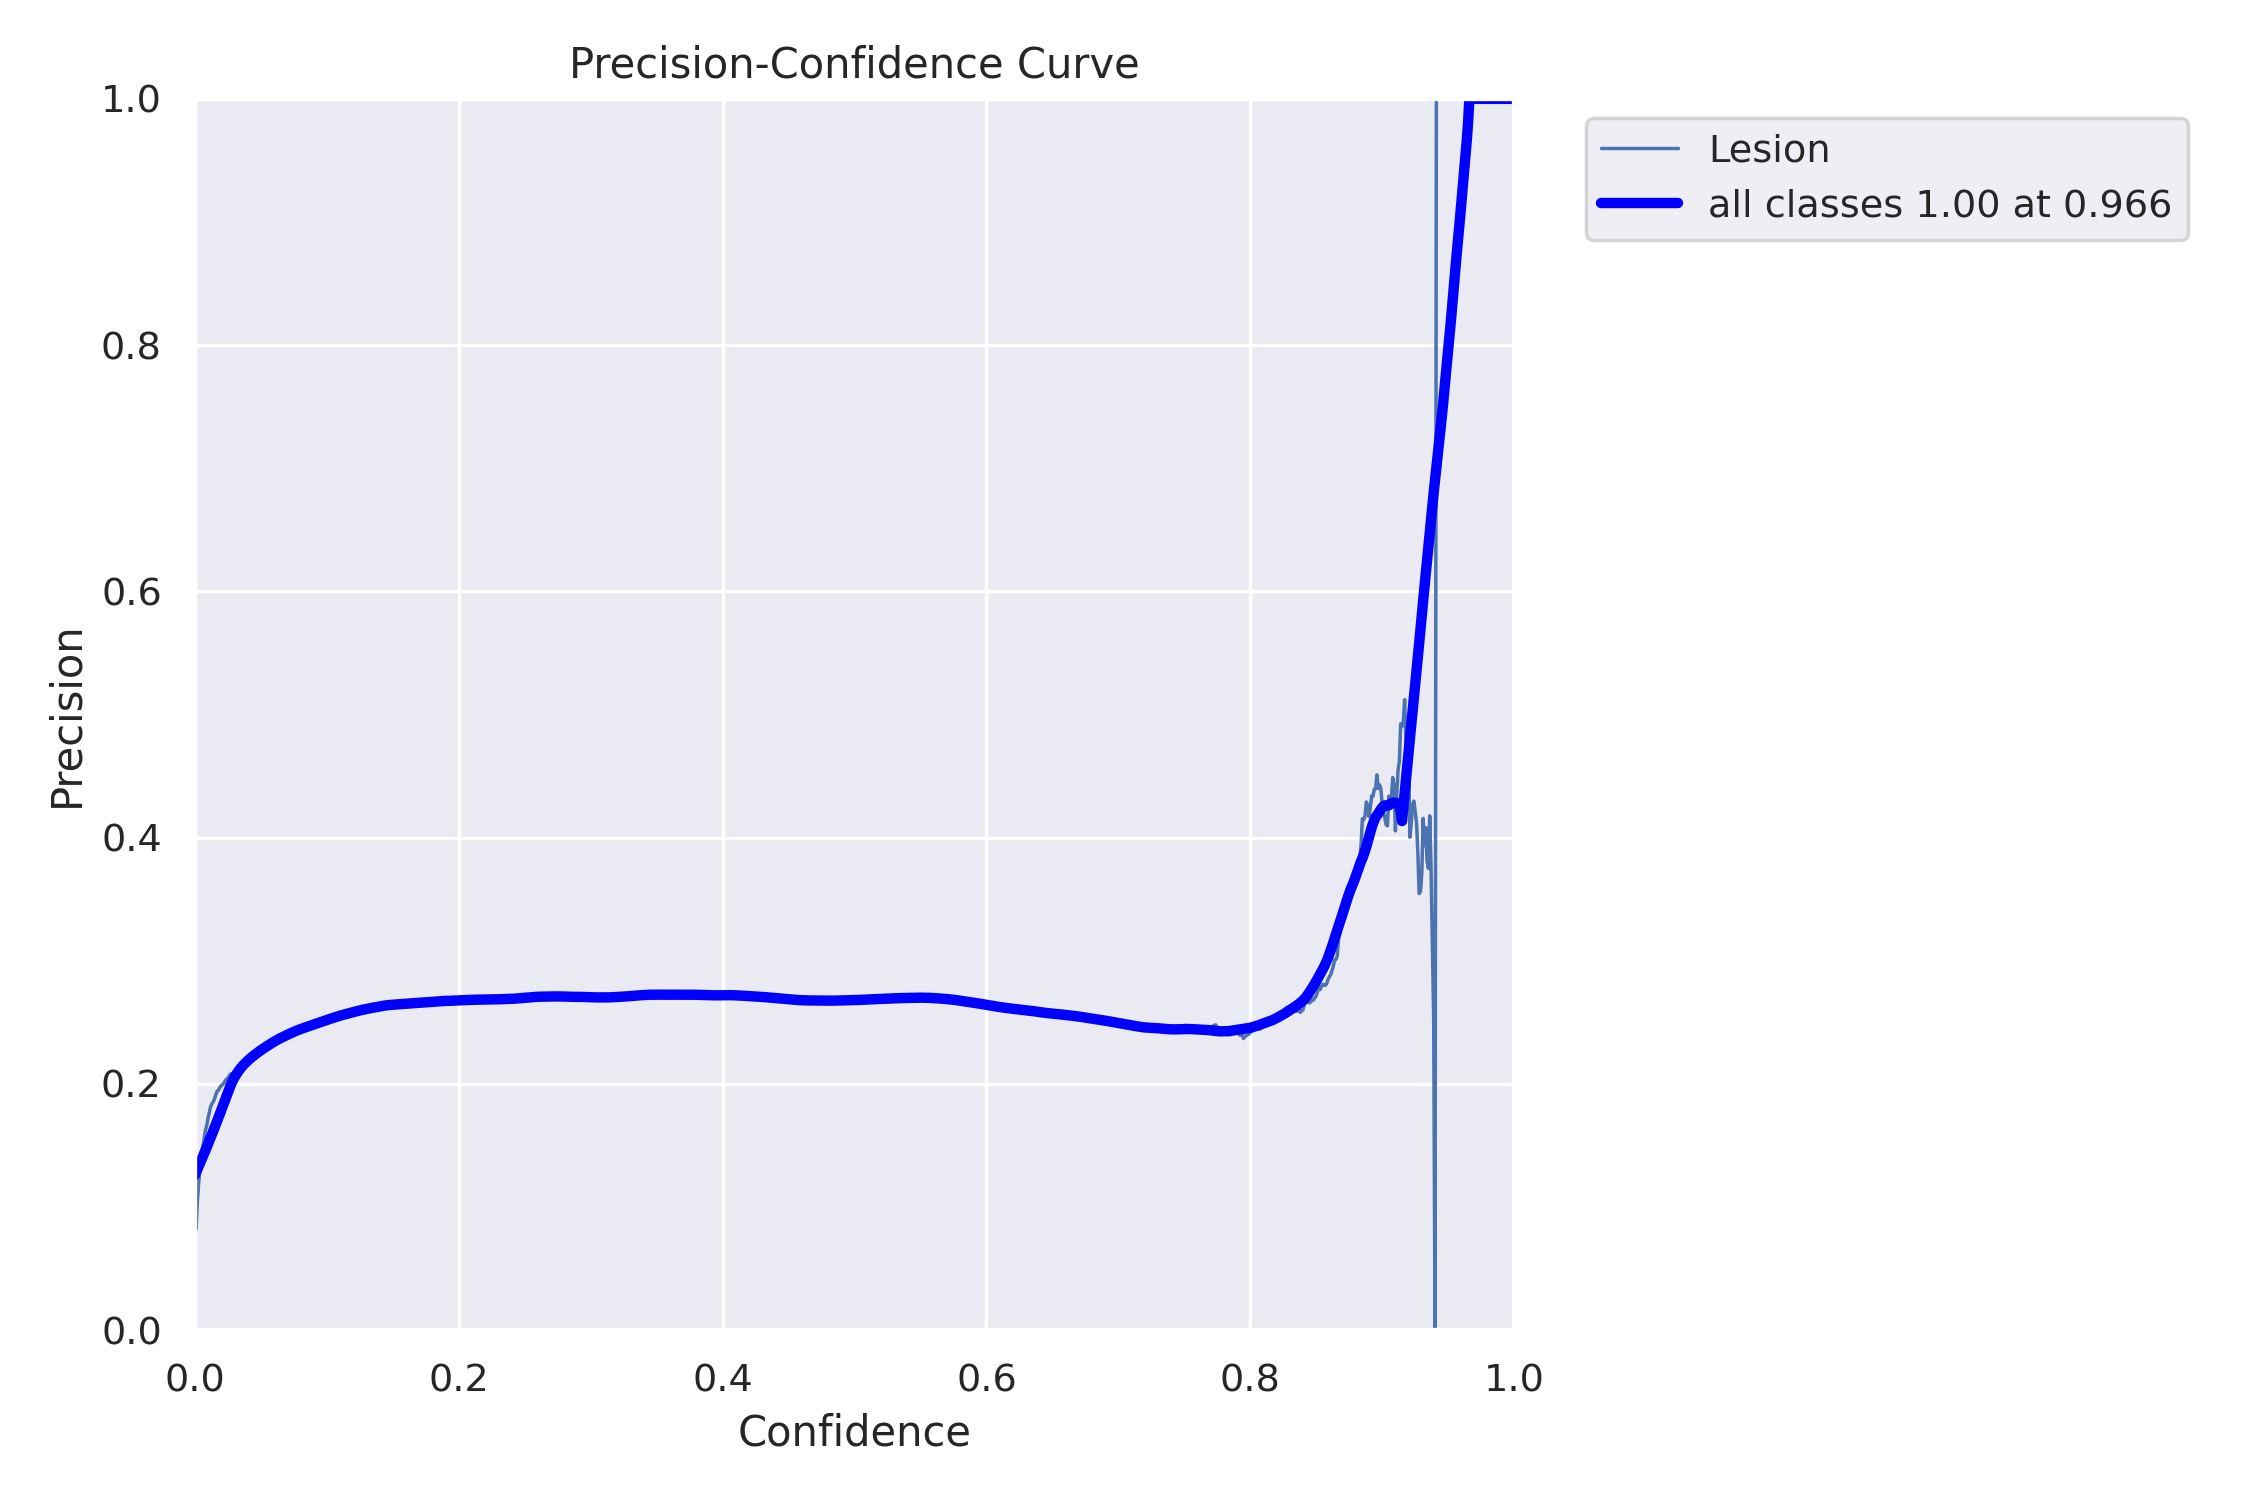 Precision-Confidence Curve
1.0
0.8
0.6
0.4
0.2
0.0
Precision
0.0 0.2 0.4 0.6 0.8 1.0
Confidence
Lesion
all classes 1.00 at 0.966